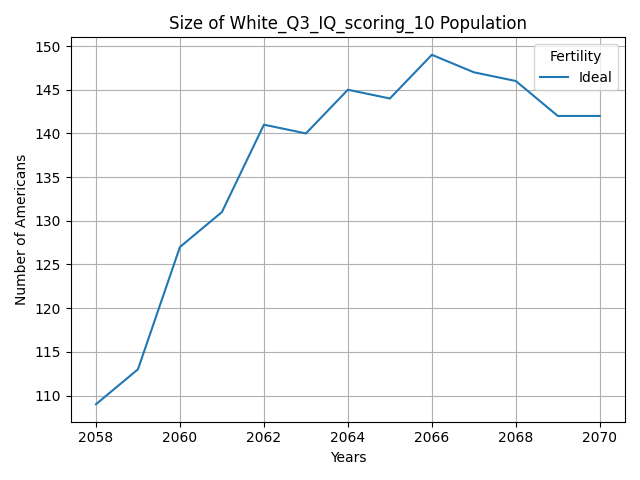 Size of White_Q3_IQ_scoring_10 Population
Fertility
Ideal
150
145
140
135
130
125
120
115
110
Number of Americans
2058 2060 2062 2064 2066 2068 2070
Years